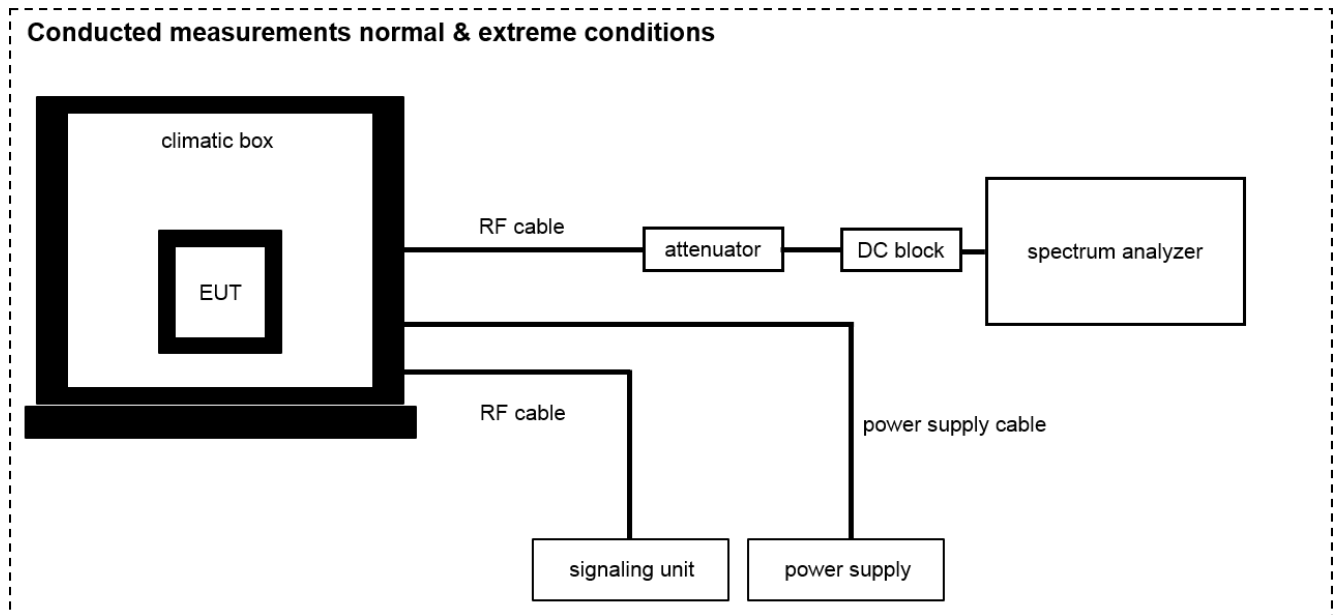 Conducted measurements normal & extreme conditions
climatic box
RF cable
attenuator
DC block
spectrum analyzer
EUT
RF cable
power supply cable
signaling unit
power supply